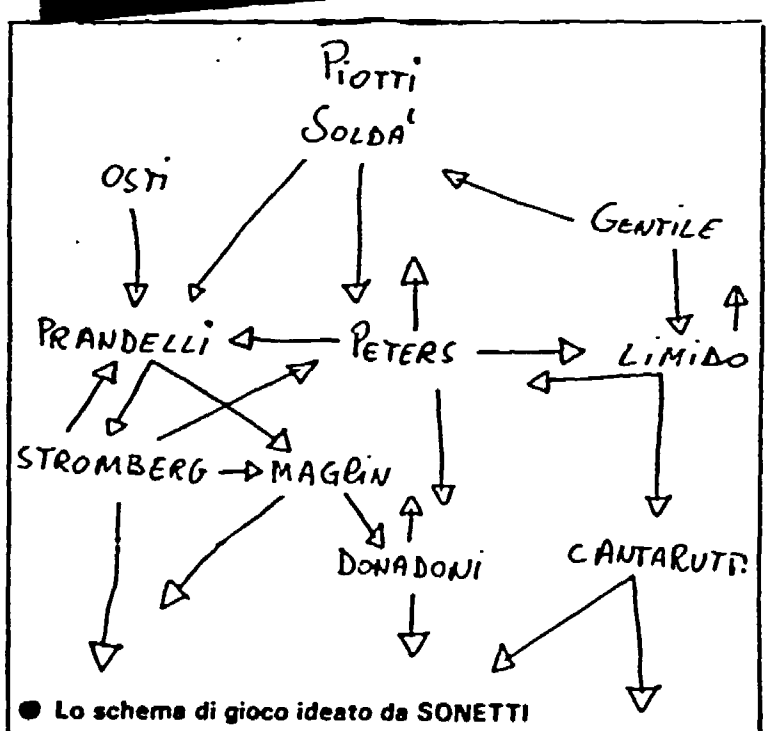 Piotti
Soldà
Osti
Gentile
Prandelli
Peters
Limido
Stromberg
Maglin
Donadoni
Cantarutti
● Lo schema di gioco ideato da SONETTI